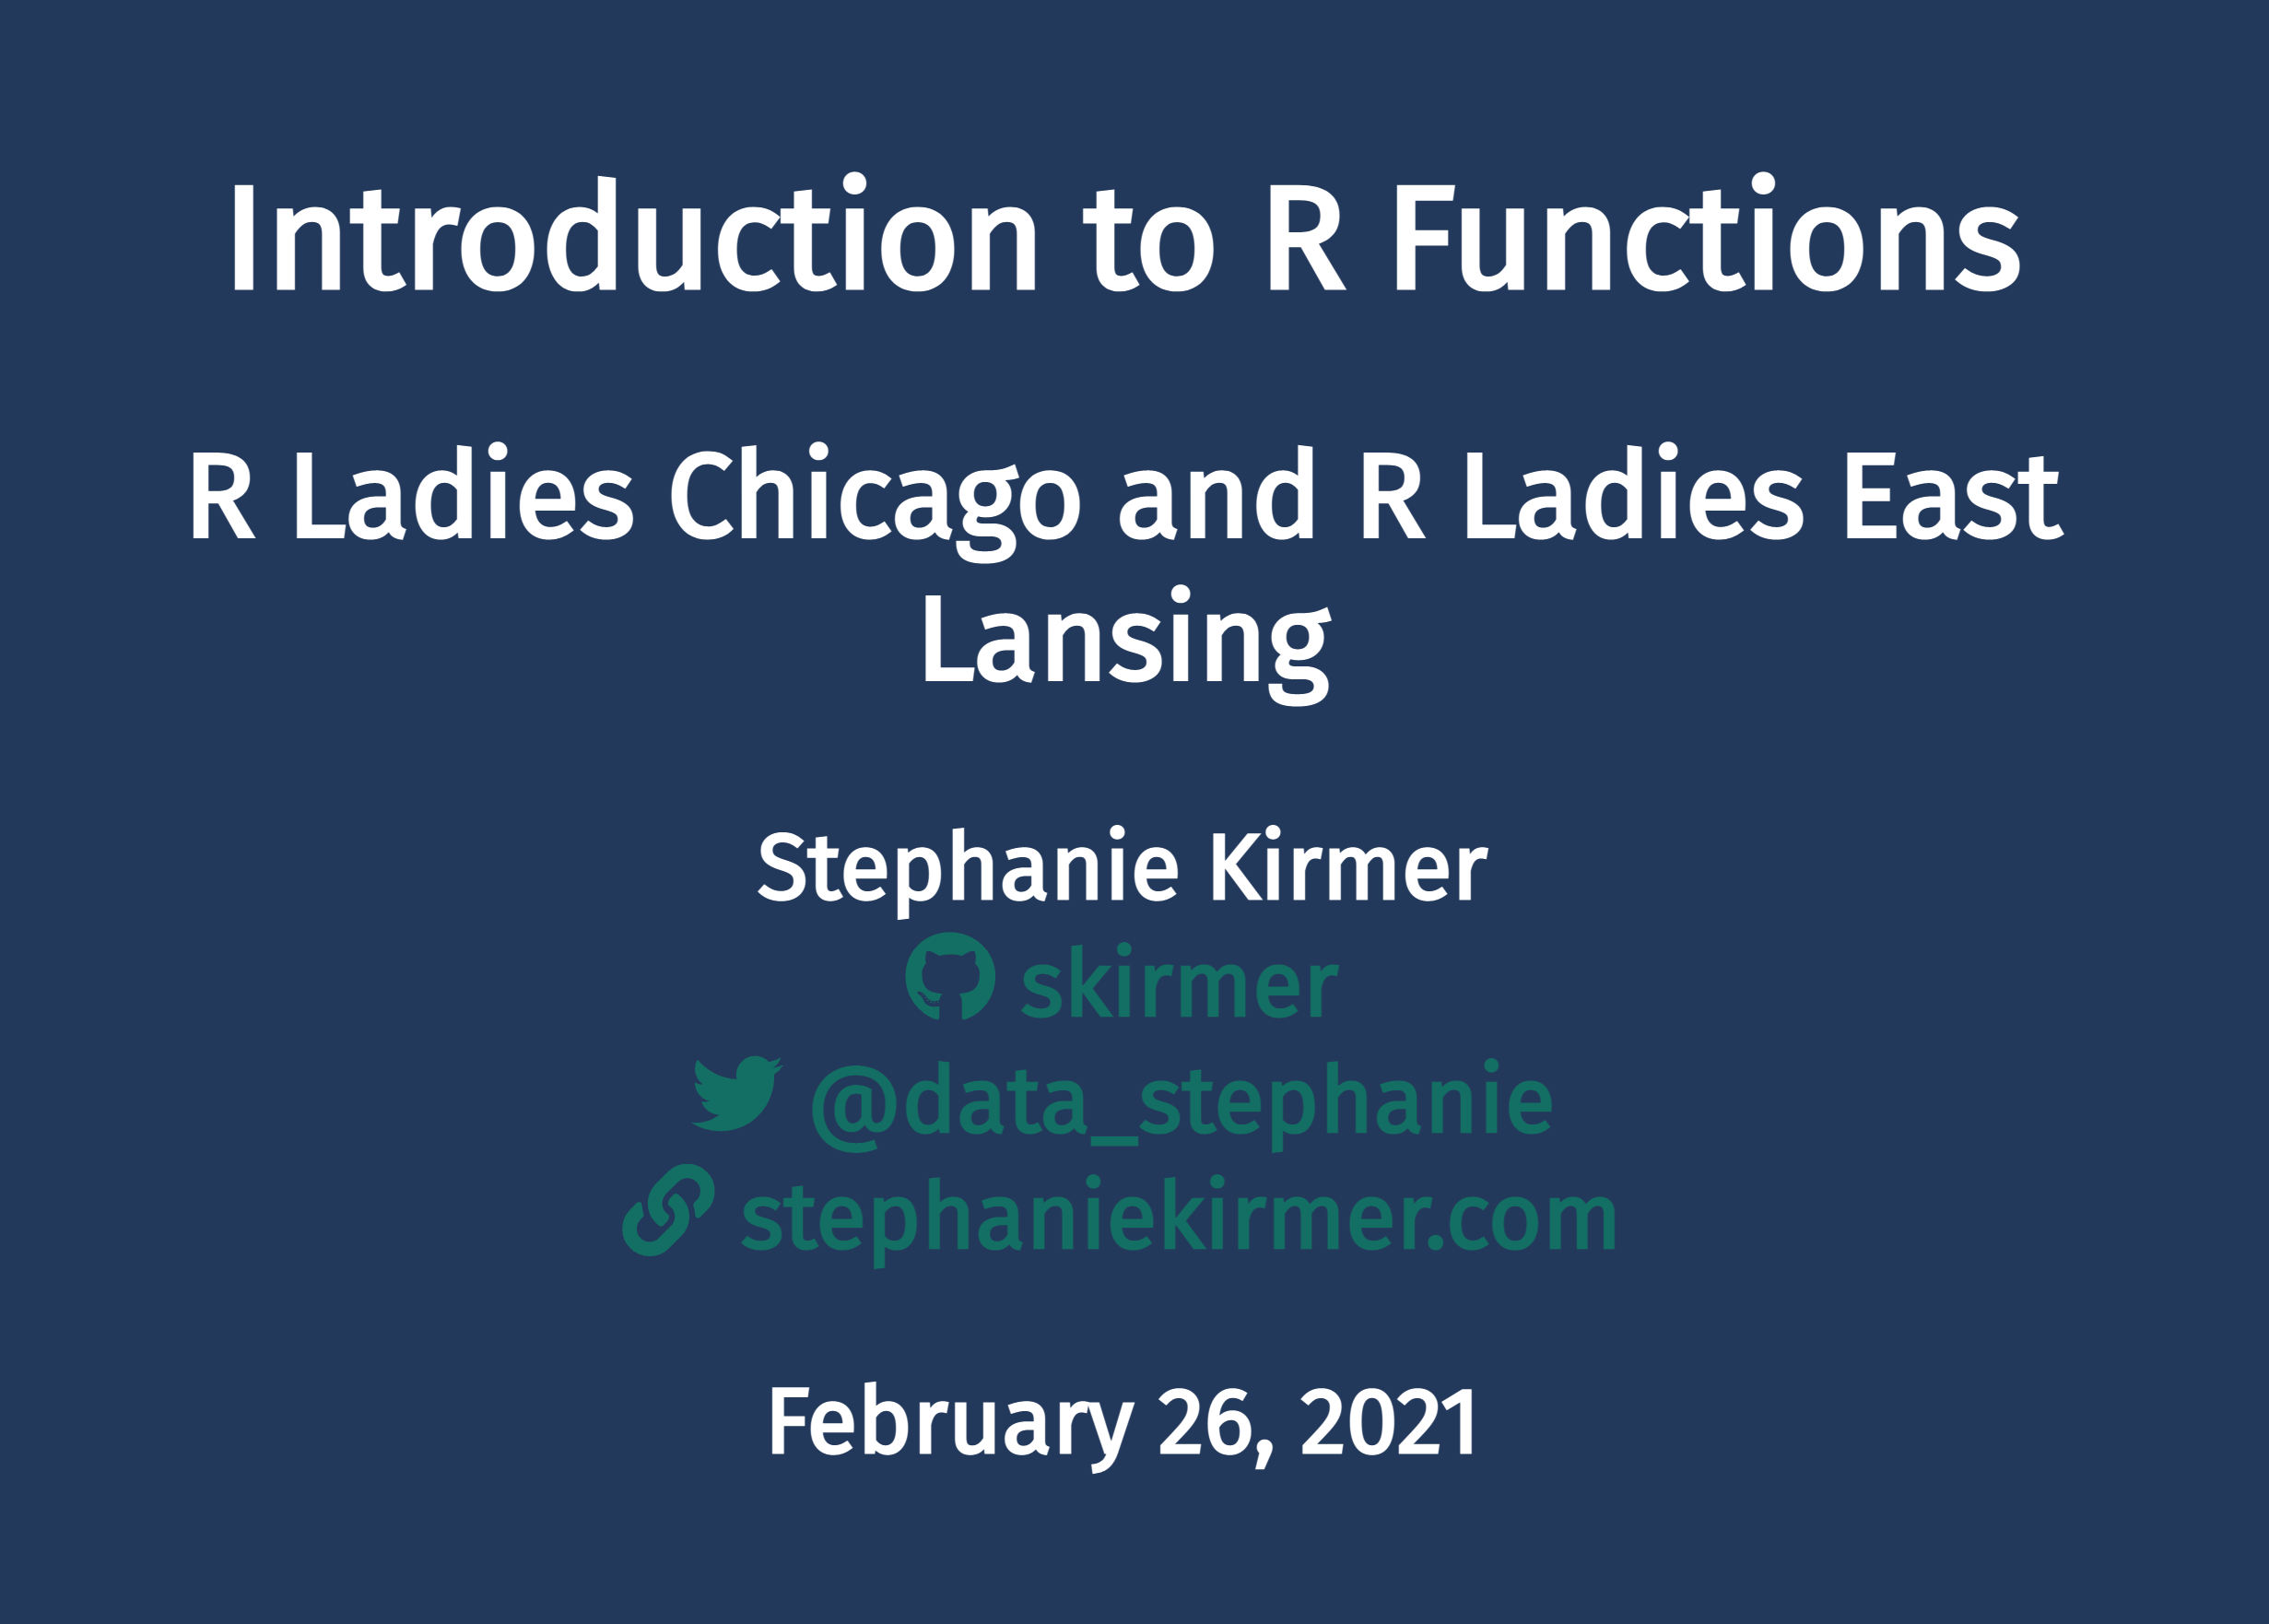 Introduction to R Functions
R Ladies Chicago and R Ladies East
Lansing
Stephanie Kirmer
skirmer
@data_stephanie
stephaniekirmer.com
February 26, 2021